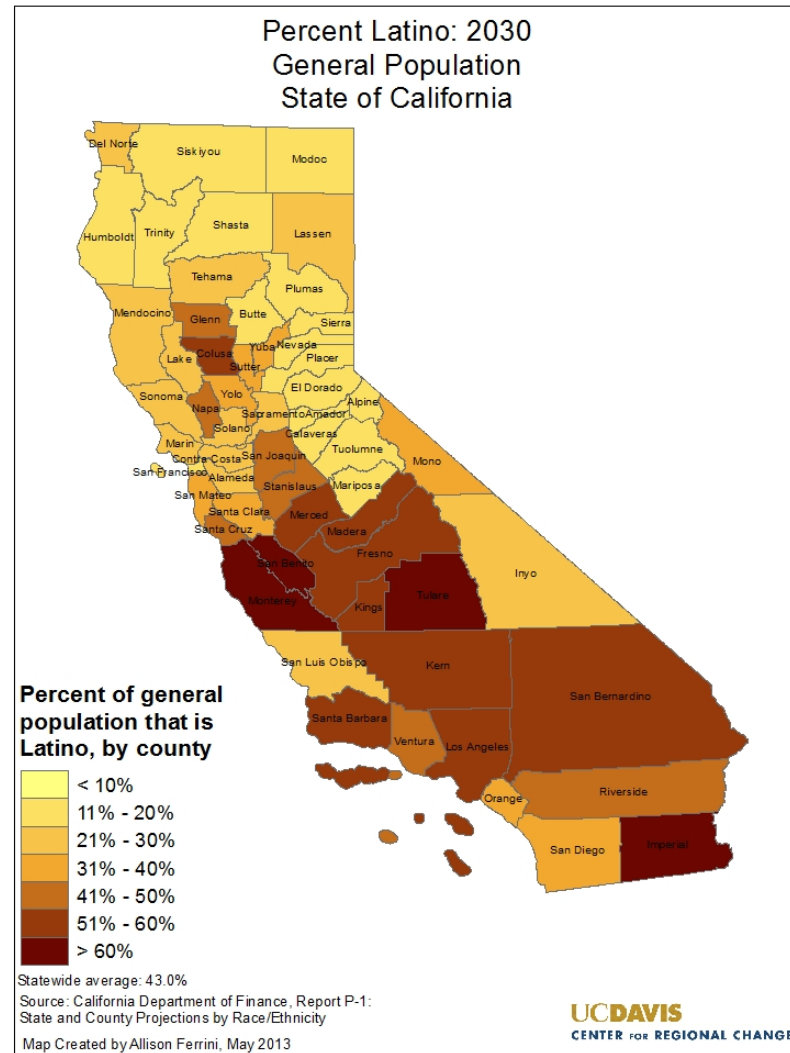 Percent Latino: 2030
General Population
State of California
Del Norte
Siskiyou
Modoc
Humboldt
Trinity
Shasta
Lassen
Tehama
Plumas
Mendocino
Glenn
Butte
Sierra
Lake
Colusa
Yuba
Nevada
Sutter
Placer
Sonoma
Napa
Yolo
El Dorado
Solano
Sacramento
Amador
Alpine
Marin
Calaveras
Contra Costa
San Joaquin
Tuolumne
Mono
San Francisco
Alameda
Stanislaus
Mariposa
San Mateo
Santa Clara
Merced
Santa Cruz
Madera
Fresno
San Benito
Inyo
Monterey
Kings
Tulare
San Luis Obispo
Kern
San Bernardino
Santa Barbara
Ventura
Los Angeles
Orange
Riverside
San Diego
Imperial
Percent of general
population that is
Latino, by county
< 10%
11% - 20%
21% - 30%
31% - 40%
41% - 50%
51% - 60%
> 60%
Statewide average: 43.0%
Source: California Department of Finance, Report P-1:
State and County Projections by Race/Ethnicity
Map Created by Allison Ferrini, May 2013
UCDAVIS
CENTER FOR REGIONAL CHANGE